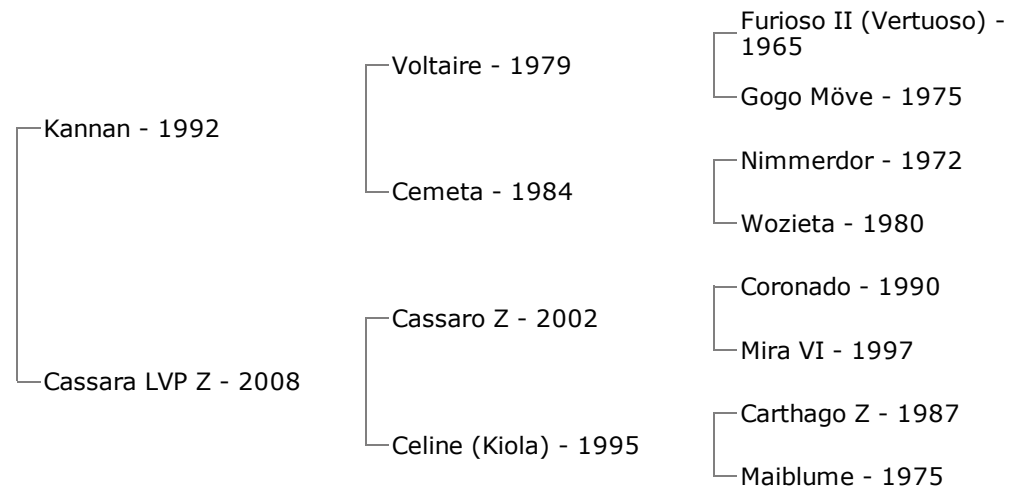 Furioso II (Vertuoso) -
1965
Voltaire - 1979
Gogo Möve - 1975
Kannan - 1992
Nimmerdor - 1972
Cemeta - 1984
Wozieta - 1980
Coronado - 1990
Cassaro Z - 2002
Mira VI - 1997
Cassara LVP Z - 2008
Carthago Z - 1987
Celine (Kiola) - 1995
Maiblume - 1975